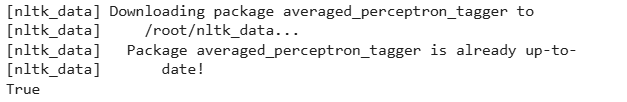 [nltk_data] Downloading package averaged_perceptron_tagger to
[nltk_data]     /root/nltk_data...
[nltk_data]   Package averaged_perceptron_tagger is already up-to-
[nltk_data]       date!
True